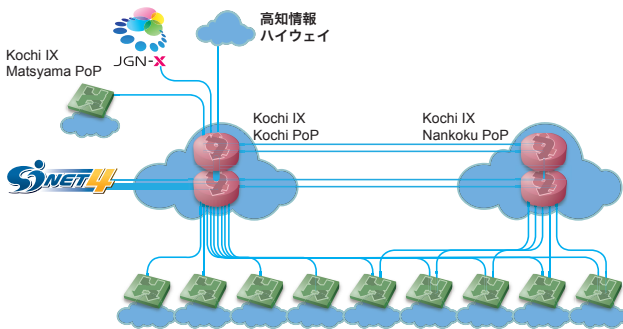 高知情報
ハイウェイ
JGN-X
Kochi IX
Matsyama PoP
Kochi IX
Kochi PoP
Kochi IX
Nankoku PoP
SINET4